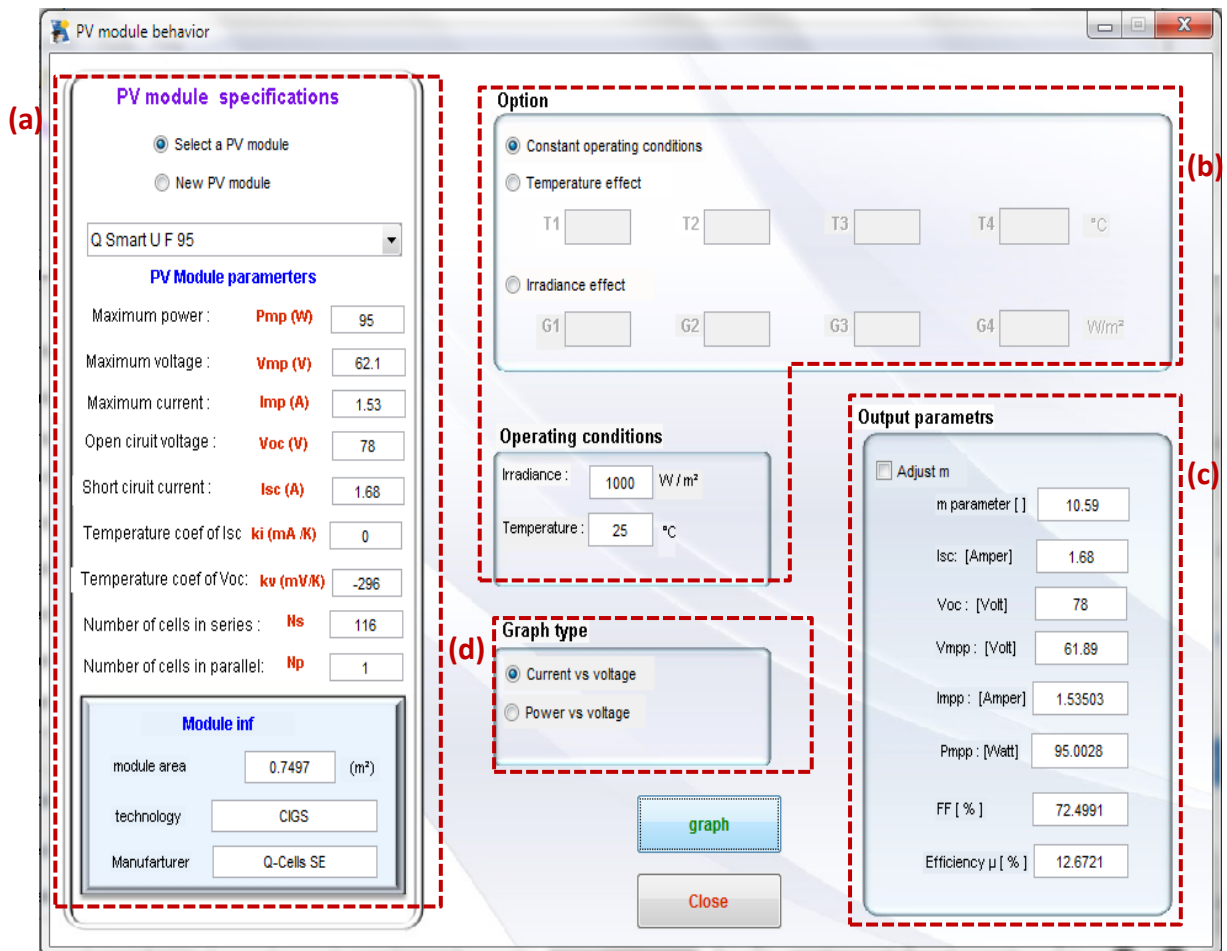 PV module behavior
(a)
PV module specifications
Select a PV module
New PV module
Q Smart U F 95
PV Module paramerters
Maximum power : Pmp (W) 95
Maximum voltage : Vmp (V) 62.1
Maximum current : Imp (A) 1.53
Open ciruit voltage : Voc (V) 78
Short ciruit current : Isc (A) 1.68
Temperature coef of Isc ki (mA /K) 0
Temperature coef of Voc: kv (mV/K) -296
Number of cells in series : Ns 116
Number of cells in parallel: Np 1
Module inf
module area 0.7497 (m²)
technology CIGS
Manufarturer Q-Cells SE
(b)
Option
Constant operating conditions
Temperature effect
T1 T2 T3 T4 °C
Irradiance effect
G1 G2 G3 G4 W/m²
Operating conditions
Irradiance : 1000 W / m²
Temperature : 25 °C
(d)
Graph type
Current vs voltage
Power vs voltage
graph
Close
(c)
Output parametrs
Adjust m
m parameter [ ] 10.59
Isc: [Amper] 1.68
Voc : [Volt] 78
Vmpp : [Volt] 61.89
Impp : [Amper] 1.53503
Pmpp : [Watt] 95.0028
FF [ % ] 72.4991
Efficiency µ [ % ] 12.6721